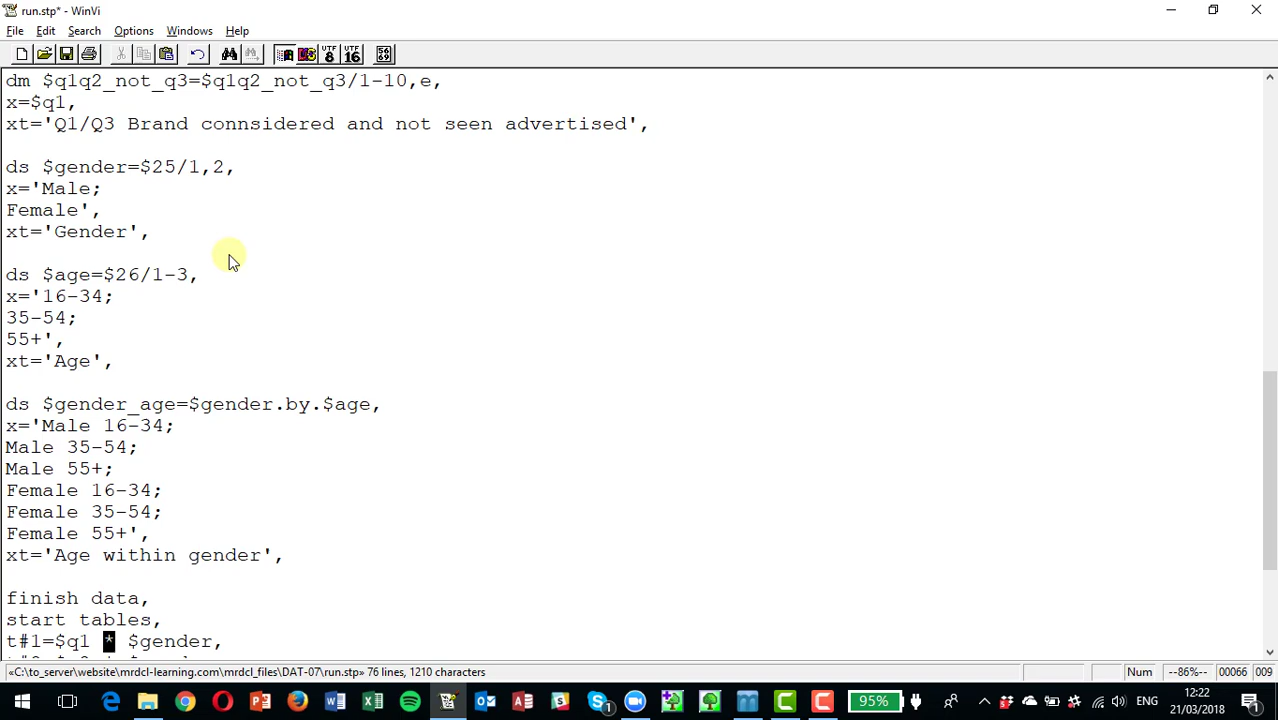 run.stp* - WinVi
File Edit Search Options Windows Help
UTF 8 UTF 16
dm $q1q2_not_q3=$q1q2_not_q3/1-10,e,
x=$q1,
xt='Q1/Q3 Brand connsidered and not seen advertised',
ds $gender=$25/1,2,
x='Male;
Female',
xt='Gender',
ds $age=$26/1-3,
x='16-34;
35-54;
55+',
xt='Age',
ds $gender_age=$gender.by.$age,
x='Male 16-34;
Male 35-54;
Male 55+;
Female 16-34;
Female 35-54;
Female 55+',
xt='Age within gender',
finish data,
start tables,
t#1=$q1 * $gender,
«C:\to_server\website\mrdcl-learning.com\mrdcl_files\DAT-07\run.stp» 76 lines, 1210 characters
Num --86%-- 00066 009
95% ENG 12:22
21/03/2018